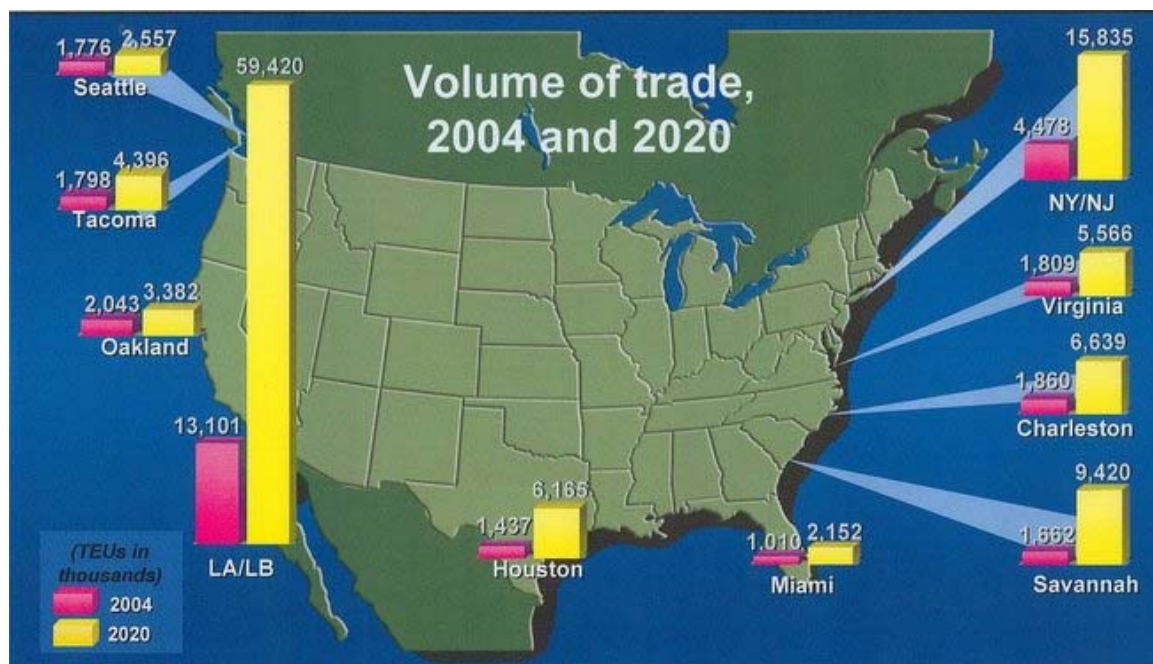 Volume of trade,
2004 and 2020
1,776 2,557
Seattle
1,798 4,396
Tacoma
2,043 3,382
Oakland
13,101 59,420
LA/LB
1,437 6,165
Houston
1,010 2,152
Miami
4,478 15,835
NY/NJ
1,809 5,566
Virginia
1,860 6,639
Charleston
1,662 9,420
Savannah
(TEUs in
thousands)
2004
2020